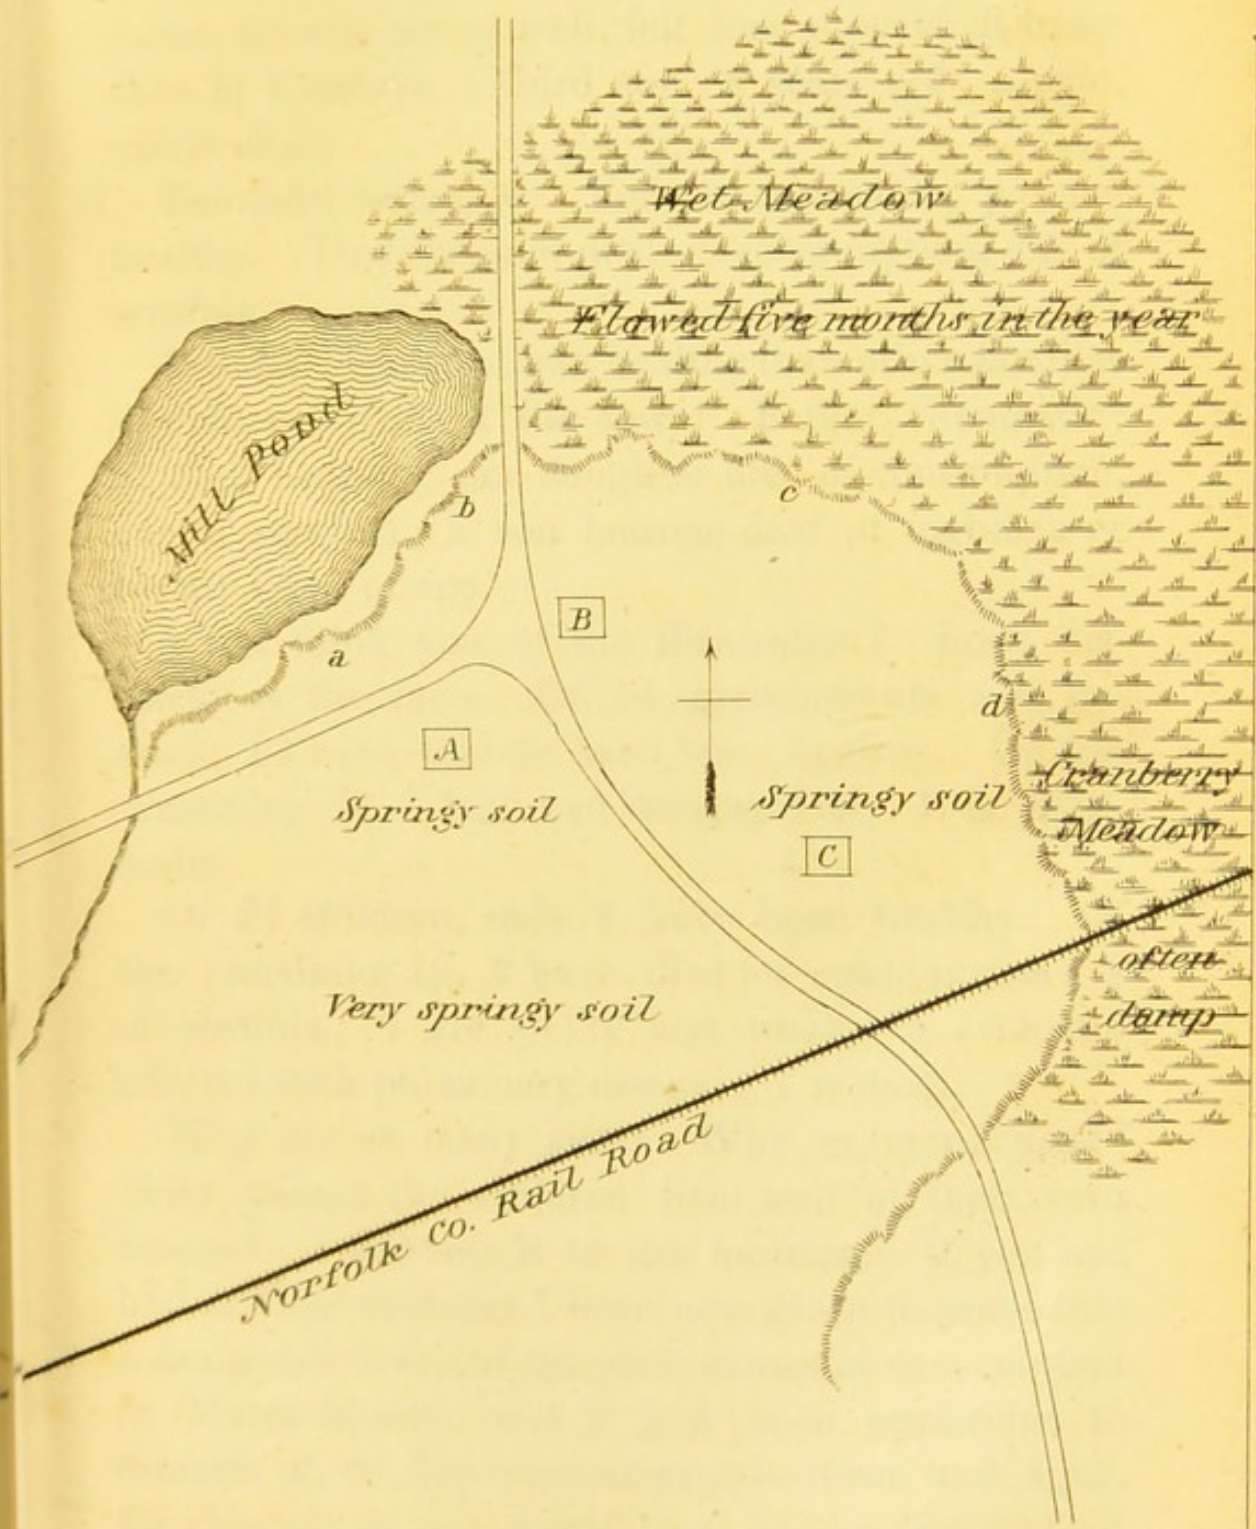 Wet Meadow
Flowed five months in the year
Mill Pond
b
c
B
a
d
A
Cranberry
Springy soil
Springy soil
Meadow
C
often
Very springy soil
damp
Norfolk Co. Rail Road